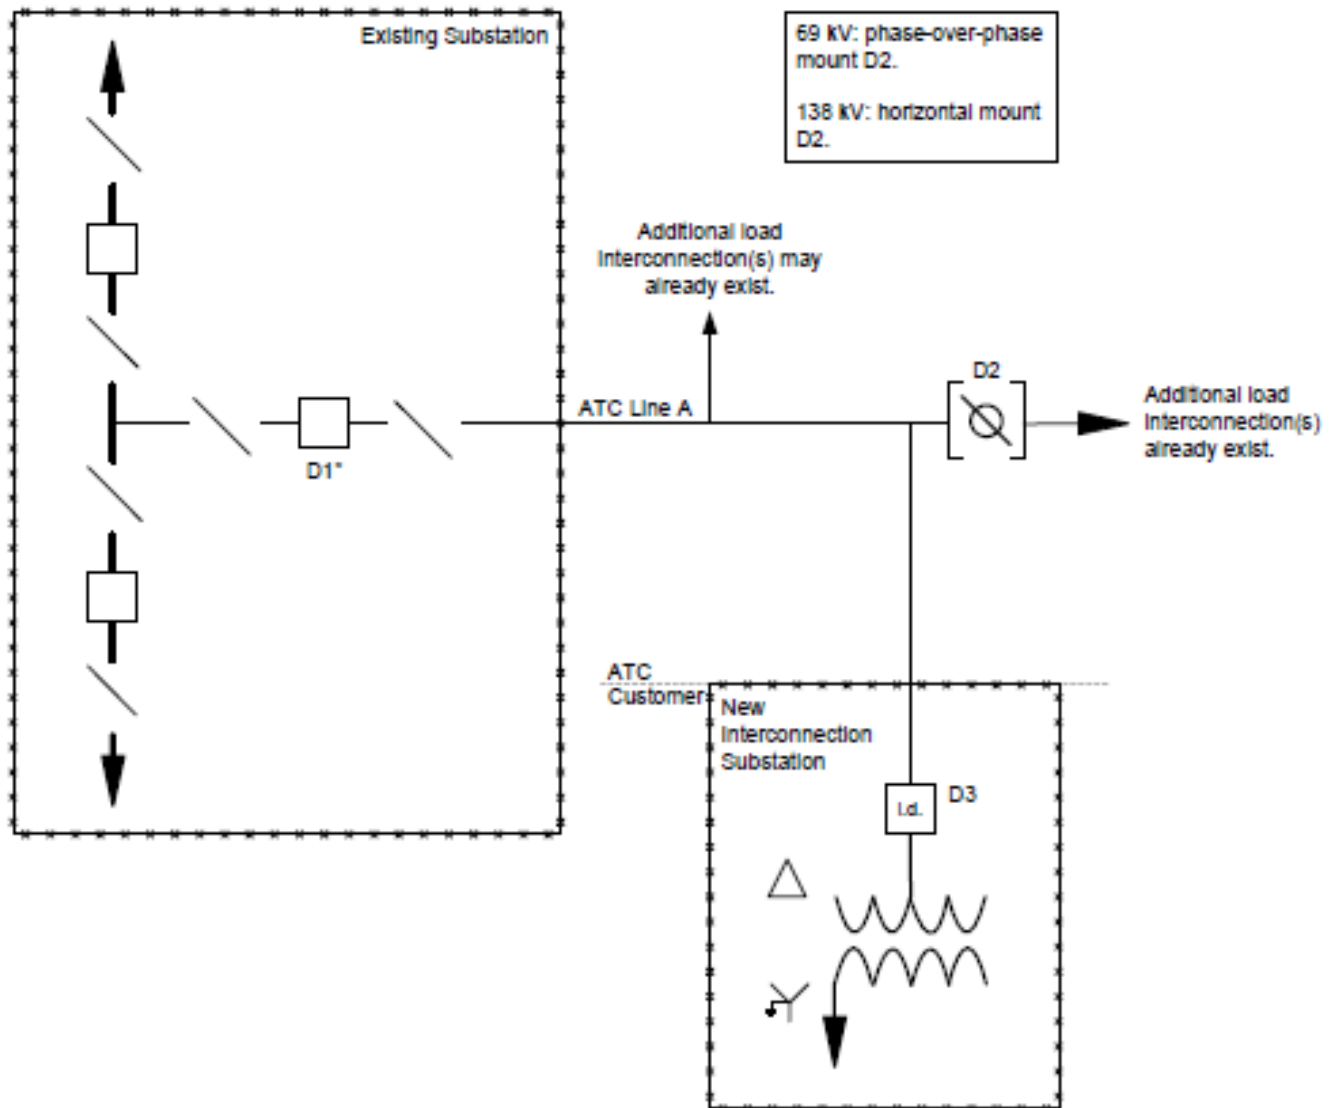 Existing Substation
69 kV: phase-over-phase
mount D2.
138 kV: horizontal mount
D2.
Additional load
Interconnection(s) may
already exist.
D2
Additional load
Interconnection(s)
already exist.
ATC Line A
D1*
ATC
Customer
New
Interconnection
Substation
D3
i.d.